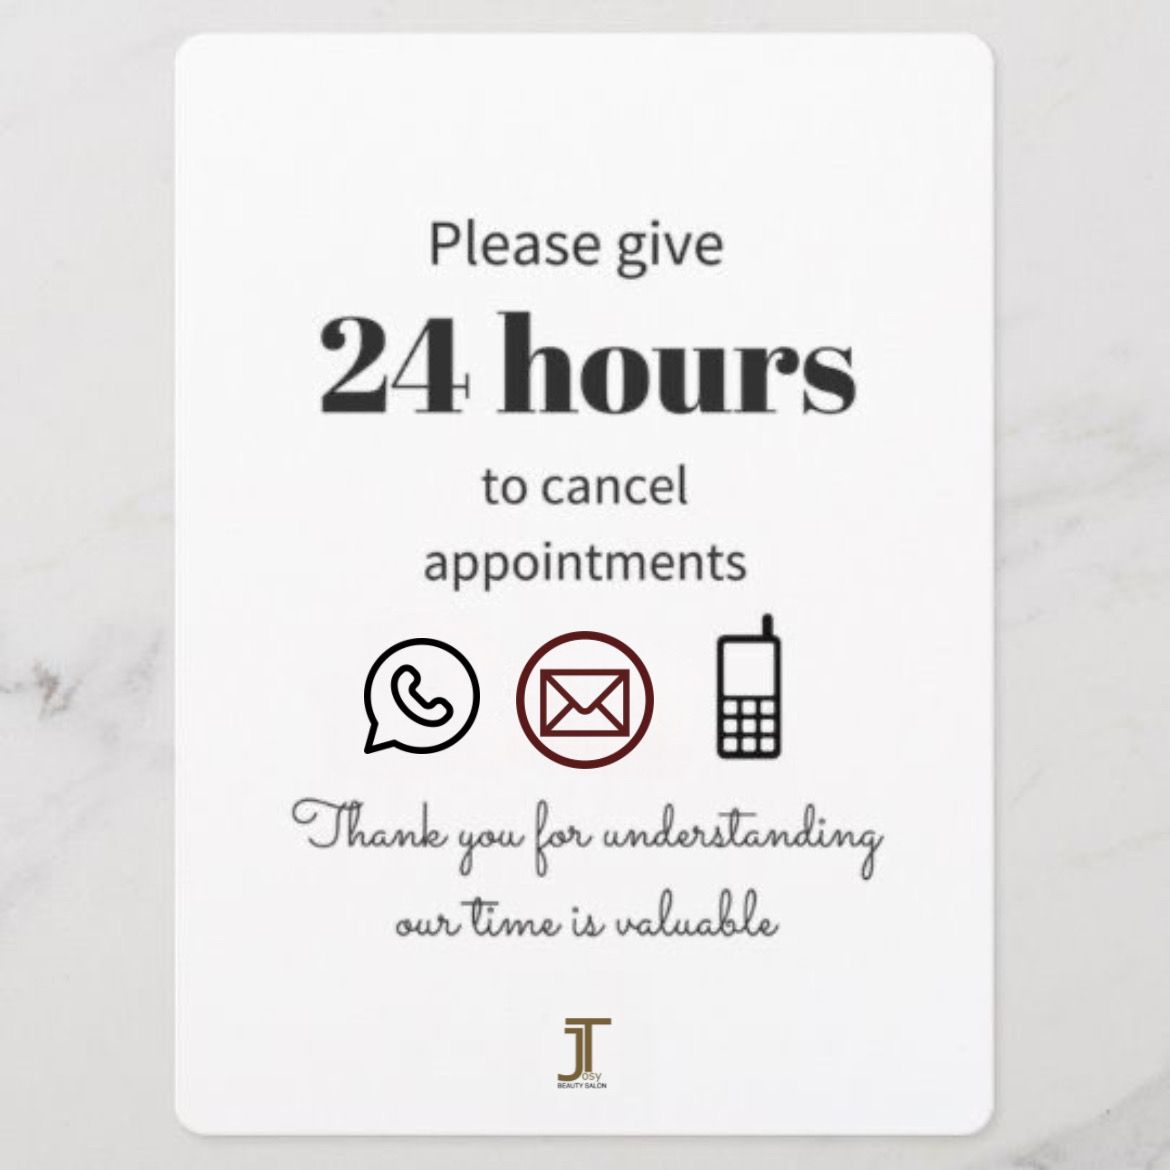 Please give
24 hours
to cancel
appointments
Thank you for understanding
our time is valuable
JT
osy
BEAUTY SALON